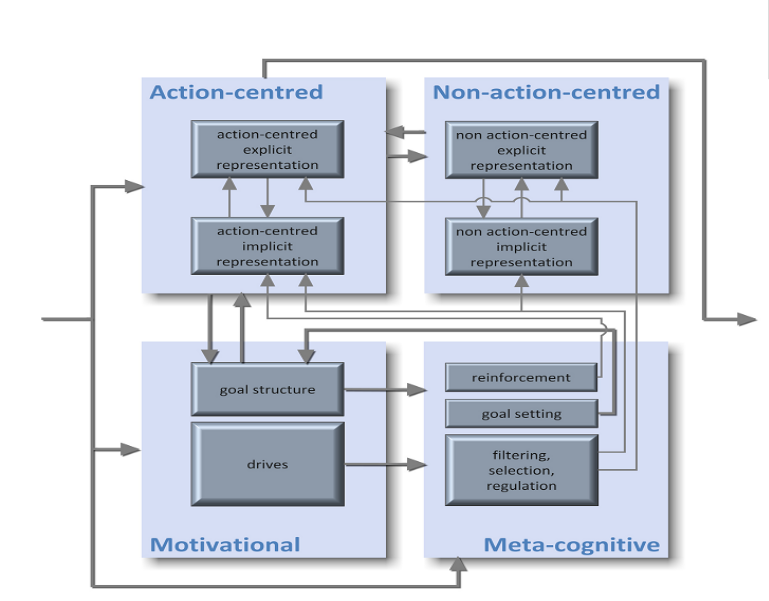 Action-centred
Non-action-centred
action-centred
explicit
representation
non action-centred
explicit
representation
action-centred
implicit
representation
non action-centred
implicit
representation
goal structure
reinforcement
goal setting
drives
filtering,
selection,
regulation
Motivational
Meta-cognitive